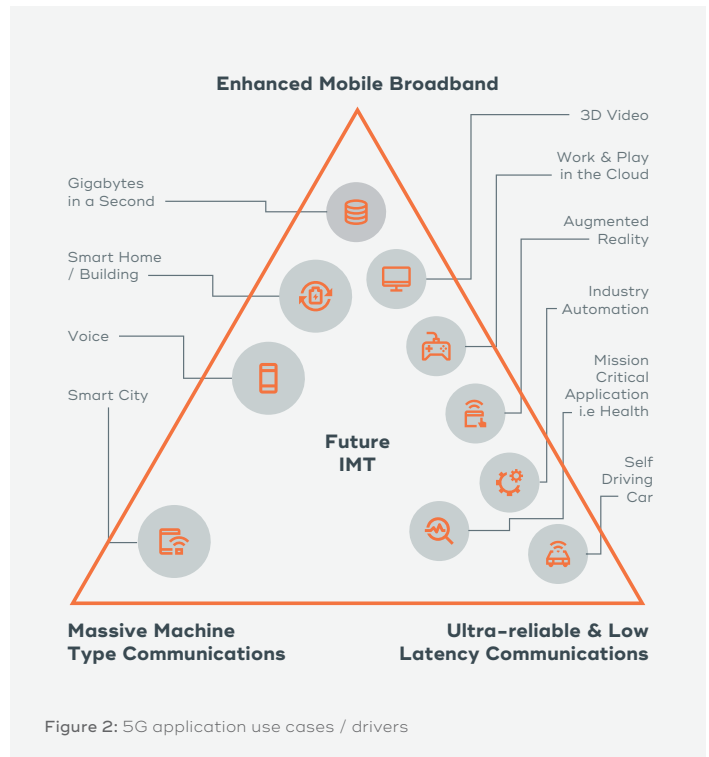 Enhanced Mobile Broadband
3D Video
Work & Play
in the Cloud
Gigabytes
in a Second
Augmented
Reality
Smart Home
/ Building
Industry
Automation
Voice
Mission
Critical
Application
i.e Health
Smart City
Future
IMT
Self
Driving
Car
Massive Machine
Type Communications
Ultra-reliable & Low
Latency Communications
Figure 2: 5G application use cases / drivers